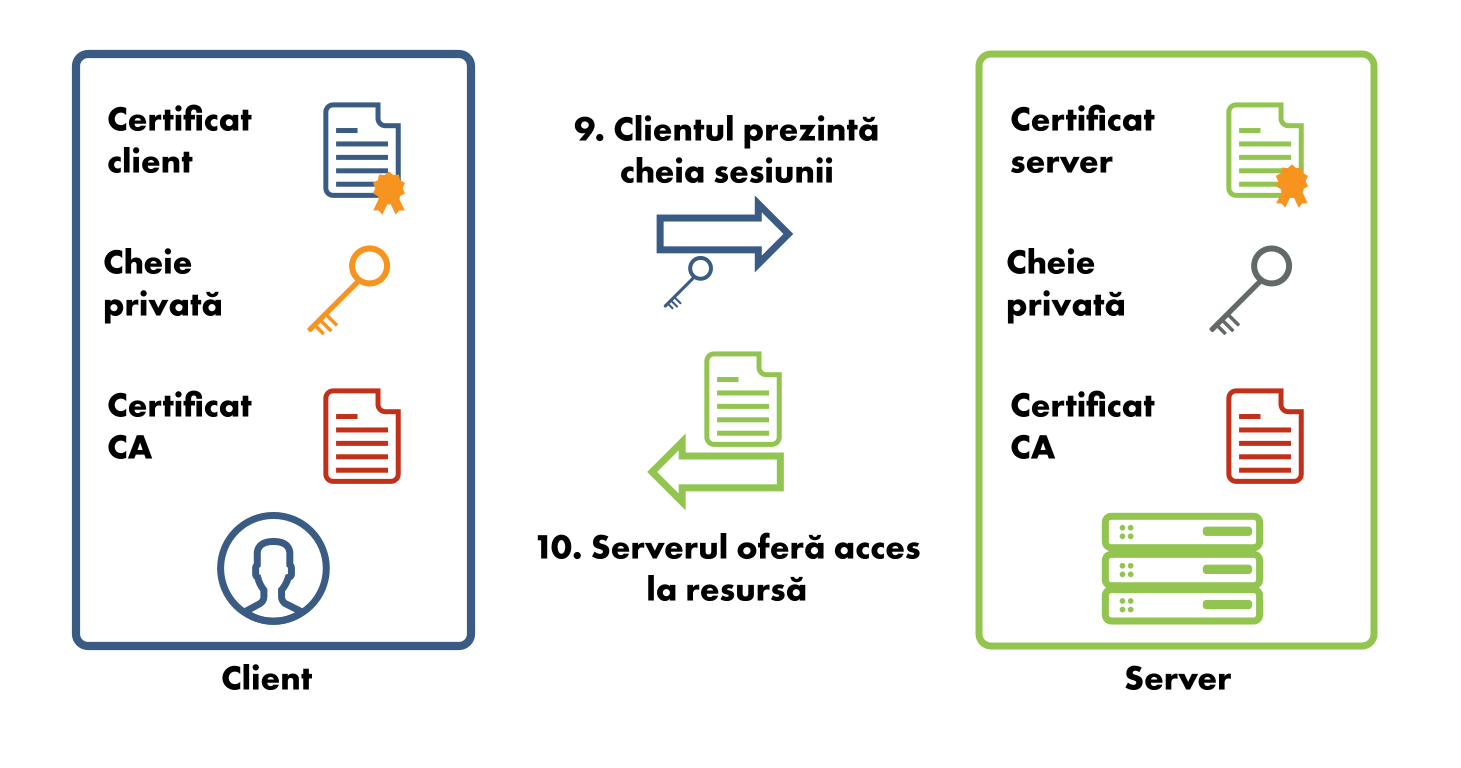 Certificat
client
Cheie
privată
Certificat
CA
Client
9. Clientul prezintă
cheia sesiunii
10. Serverul oferă acces
la resursă
Certificat
server
Cheie
privată
Certificat
CA
Server